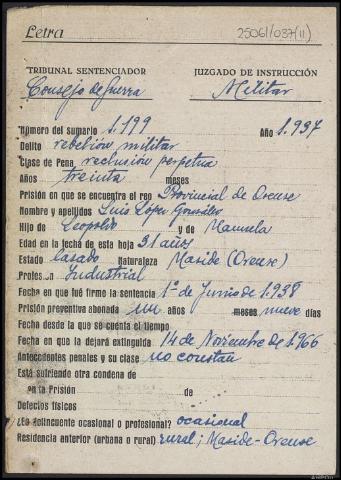 Letra
25061/037(11)
TRIBUNAL SENTENCIADOR
JUZGADO DE INSTRUCCIÓN
Consejo de Guerra
Militar
Número del sumario 1.199 Año 1.937
Delito rebelión militar
Clase de Pena reclusión perpetua
Años treinta meses
Prisión en que se encuentra el reo Provincial de Orense
Nombre y apellidos Luis López González
Hijo de Leopoldo y de Manuela
Edad en la fecha de esta hoja 31 años
Estado casado Naturaleza Maside (Orense)
Profes Industrial
Fecha en que fué firme la sentencia 1º de Junio de 1.938
Prisión preventiva abonada un años meses nueve días
Fecha desde la que se cuenta el tiempo
Fecha en que la dejará extinguida 14 de Noviembre de 1.966
Antecedentes penales y su clase no constan
Está sufriendo otra condena de
en la Prisión de
Defectos físicos
¿Es delincuente ocasional o profesional? ocasional
Residencia anterior (urbana o rural) rural; Maside-Orense